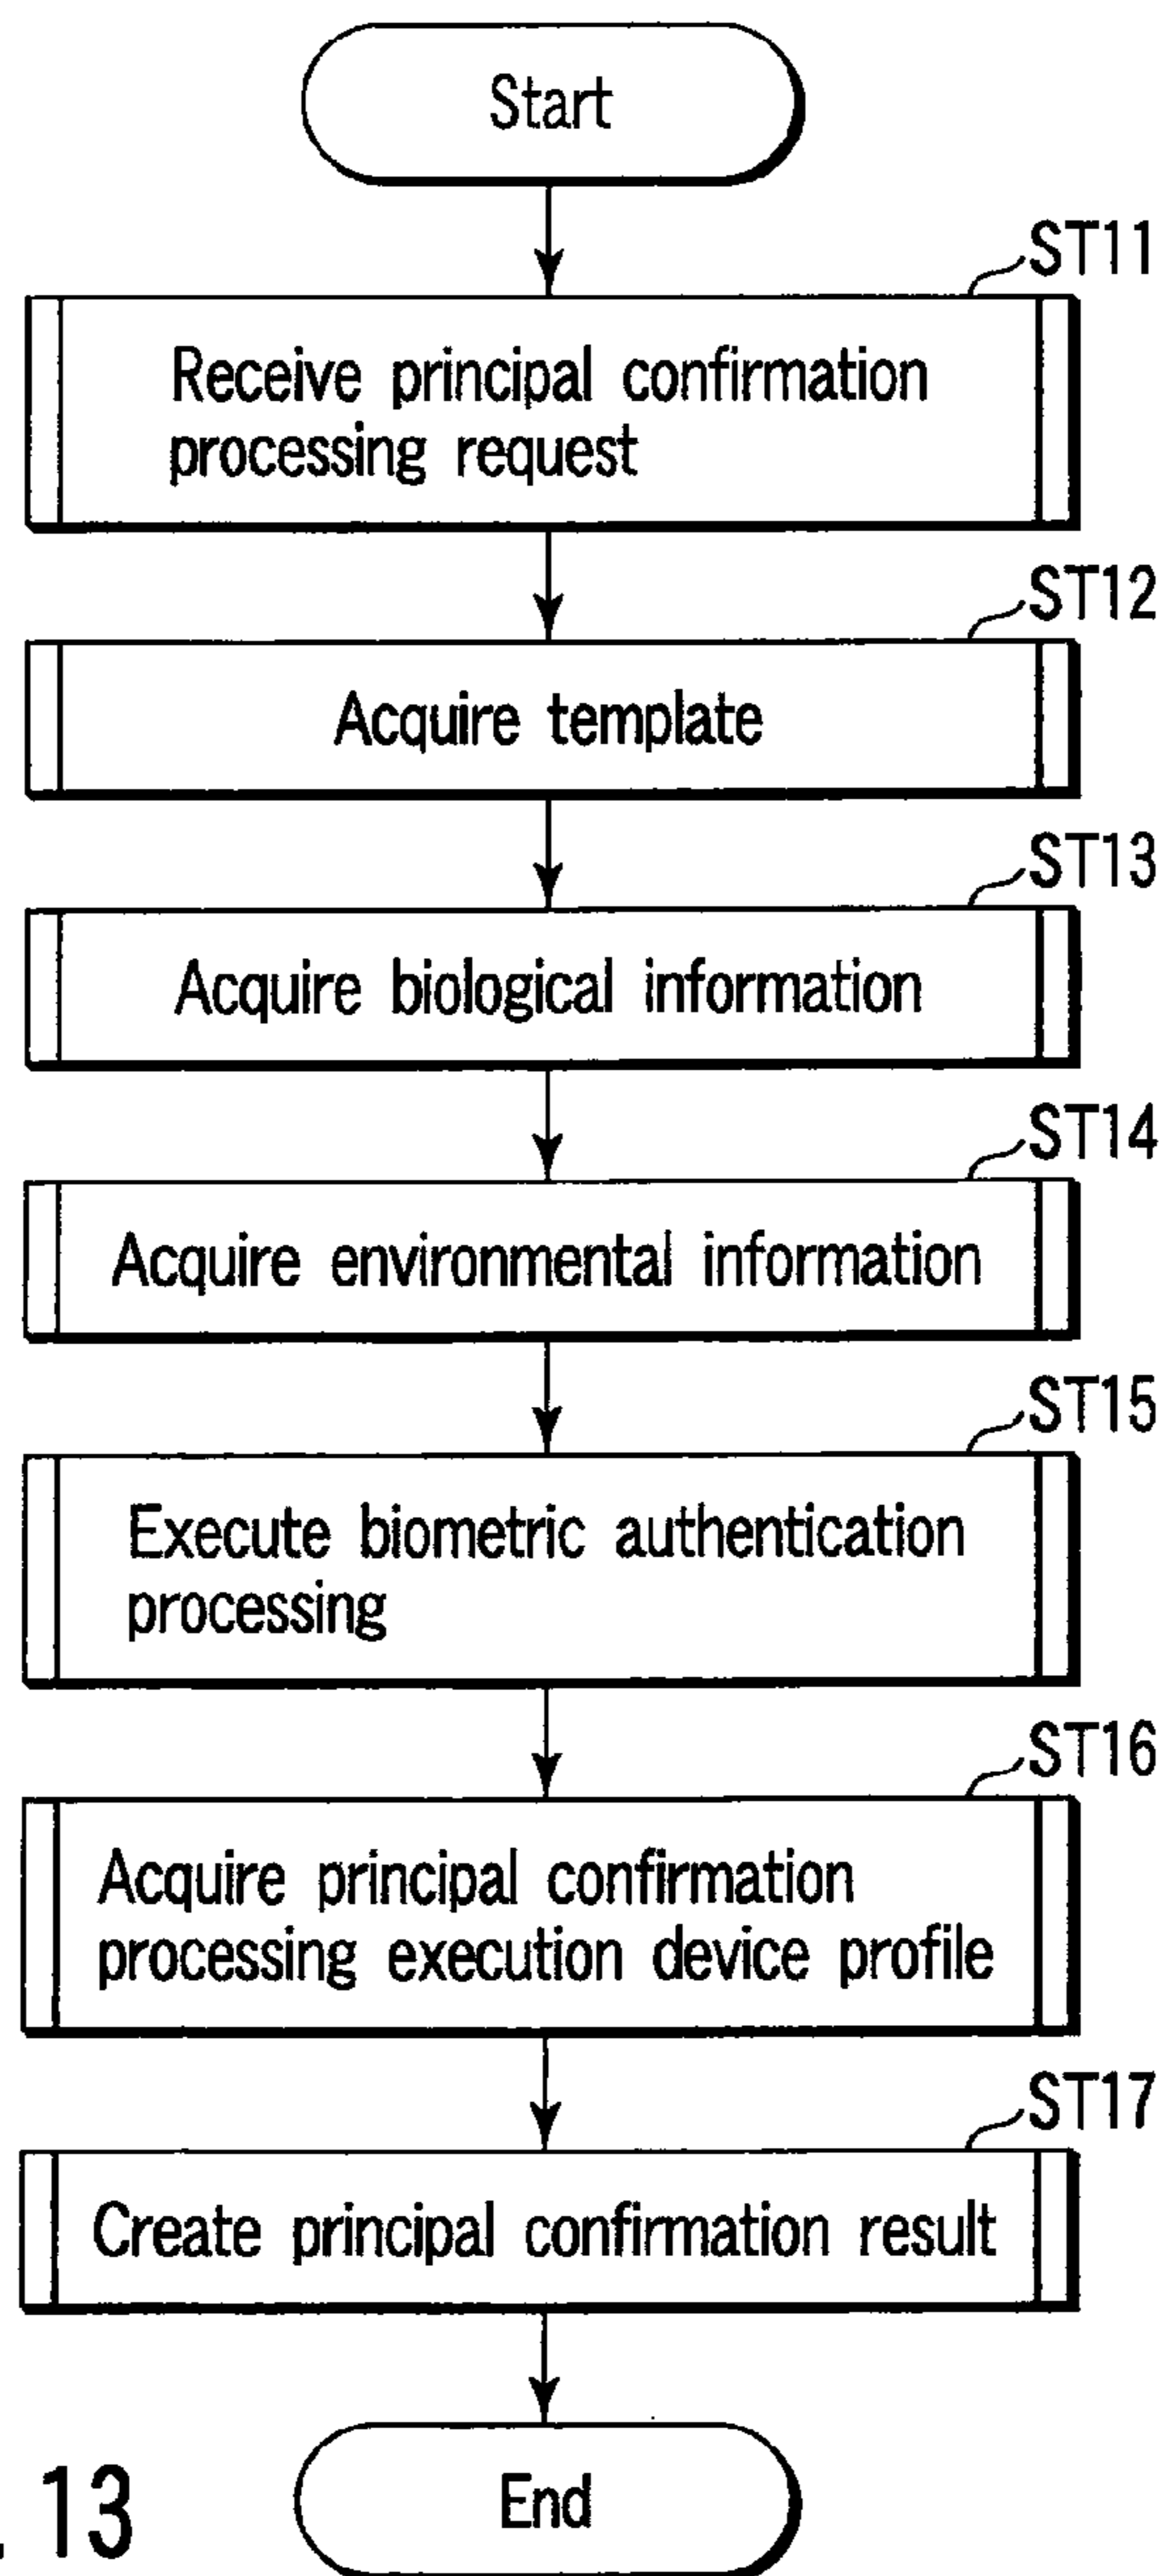 Start
ST11
Receive principal confirmation
processing request
ST12
Acquire template
ST13
Acquire biological information
ST14
Acquire environmental information
ST15
Execute biometric authentication
processing
ST16
Acquire principal confirmation
processing execution device profile
ST17
Create principal confirmation result
End
. 13